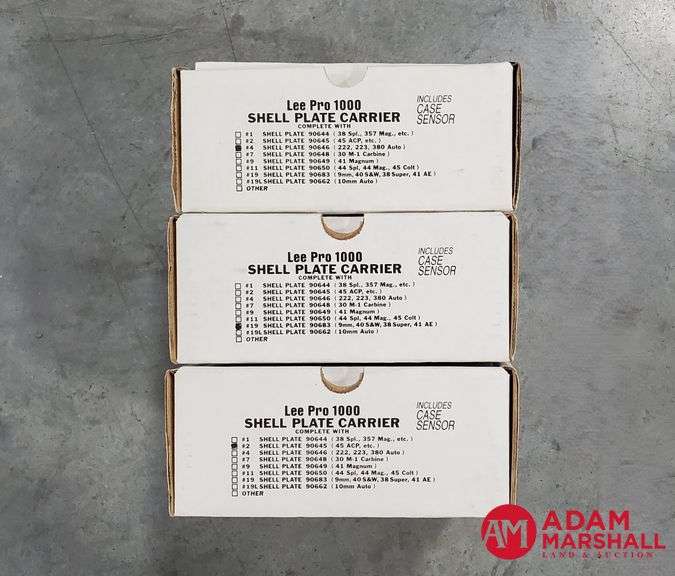 Lee Pro 1000
SHELL PLATE CARRIER
COMPLETE WITH
INCLUDES
CASE
SENSOR
#1 SHELL PLATE 90644 ( 38 Spl., 357 Mag., etc. )
#2 SHELL PLATE 90645 ( 45 ACP, etc. )
#4 SHELL PLATE 90646 ( 222, 223, 380 Auto )
#7 SHELL PLATE 90648 ( 30 M-1 Carbine )
#9 SHELL PLATE 90649 ( 41 Magnum )
#11 SHELL PLATE 90650 ( 44 Spl, 44 Mag., 45 Colt )
#19 SHELL PLATE 90683 ( 9mm, 40 S&W, 38 Super, 41 AE )
#19L SHELL PLATE 90662 ( 10mm Auto )
OTHER
Lee Pro 1000
SHELL PLATE CARRIER
COMPLETE WITH
INCLUDES
CASE
SENSOR
#1 SHELL PLATE 90644 ( 38 Spl., 357 Mag., etc. )
#2 SHELL PLATE 90645 ( 45 ACP, etc. )
#4 SHELL PLATE 90646 ( 222, 223, 380 Auto )
#7 SHELL PLATE 90648 ( 30 M-1 Carbine )
#9 SHELL PLATE 90649 ( 41 Magnum )
#11 SHELL PLATE 90650 ( 44 Spl, 44 Mag., 45 Colt )
#19 SHELL PLATE 90683 ( 9mm, 40 S&W, 38 Super, 41 AE )
#19L SHELL PLATE 90662 ( 10mm Auto )
OTHER
Lee Pro 1000
SHELL PLATE CARRIER
COMPLETE WITH
INCLUDES
CASE
SENSOR
#1 SHELL PLATE 90644 ( 38 Spl., 357 Mag., etc. )
#2 SHELL PLATE 90645 ( 45 ACP, etc. )
#4 SHELL PLATE 90646 ( 222, 223, 380 Auto )
#7 SHELL PLATE 90648 ( 30 M-1 Carbine )
#9 SHELL PLATE 90649 ( 41 Magnum )
#11 SHELL PLATE 90650 ( 44 Spl, 44 Mag., 45 Colt )
#19 SHELL PLATE 90683 ( 9mm, 40 S&W, 38 Super, 41 AE )
#19L SHELL PLATE 90662 ( 10mm Auto )
OTHER
AM ADAM
MARSHALL
LAND & AUCTION